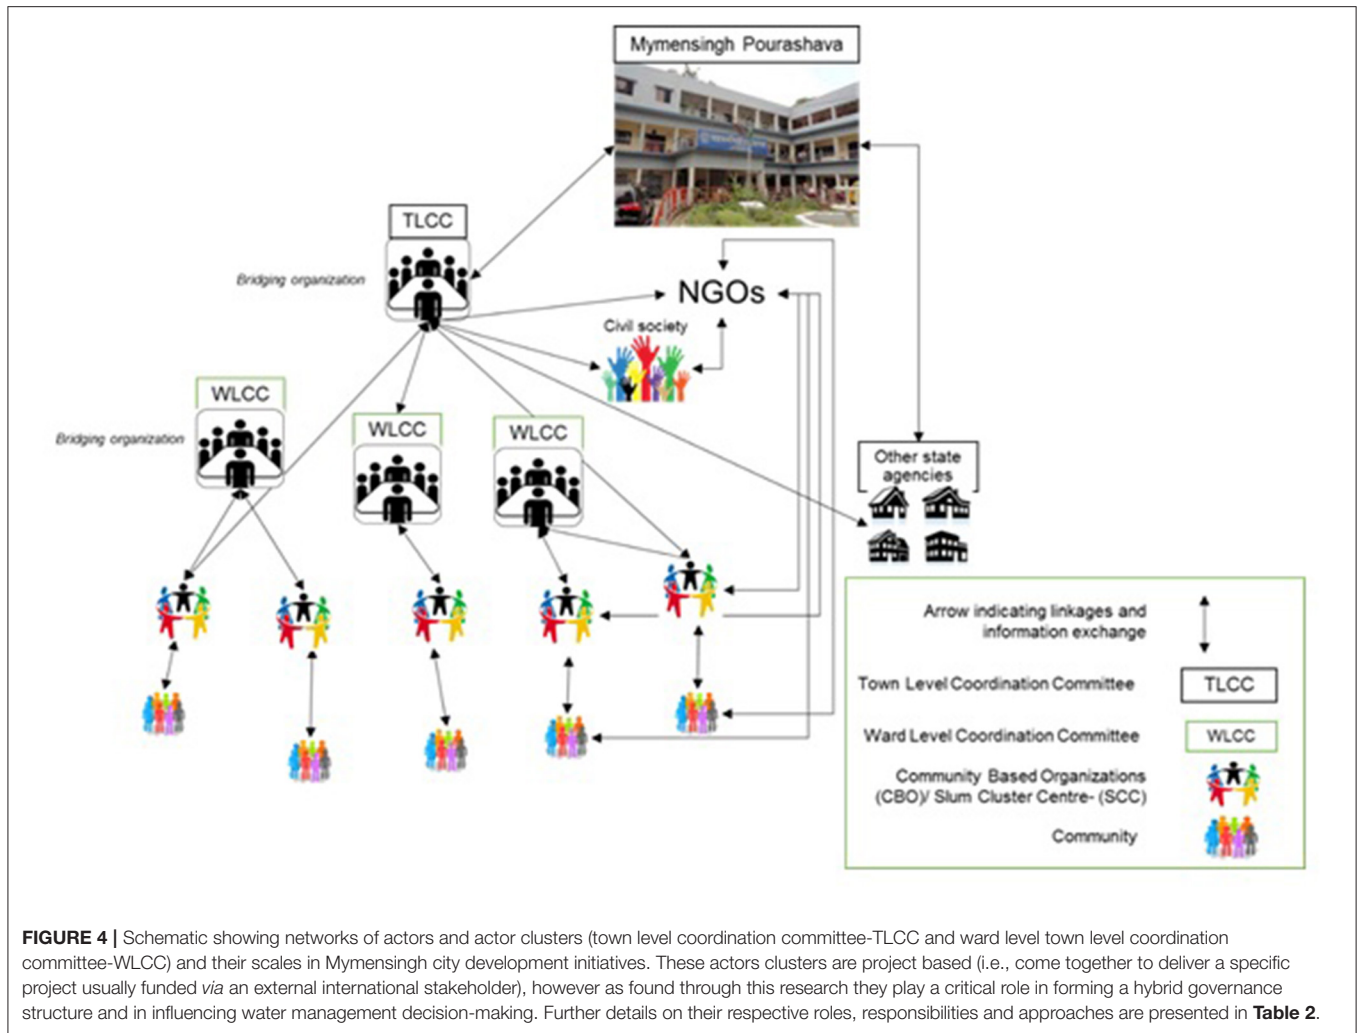 Mymensingh Pourashava
TLCC
Bridging organization
NGOs
Civil society
WLCC
Bridging organization
WLCC
WLCC
Other state
agencies
Arrow indicating linkages and
information exchange
Town Level Coordination Committee
TLCC
Ward Level Coordination Committee
WLCC
Community Based Organizations
(CBO)/ Slum Cluster Centre- (SCC)
Community
FIGURE 4 | Schematic showing networks of actors and actor clusters (town level coordination committee-TLCC and ward level town level coordination
committee-WLCC) and their scales in Mymensingh city development initiatives. These actors clusters are project based (i.e., come together to deliver a specific
project usually funded via an external international stakeholder), however as found through this research they play a critical role in forming a hybrid governance
structure and in influencing water management decision-making. Further details on their respective roles, responsibilities and approaches are presented in Table 2.